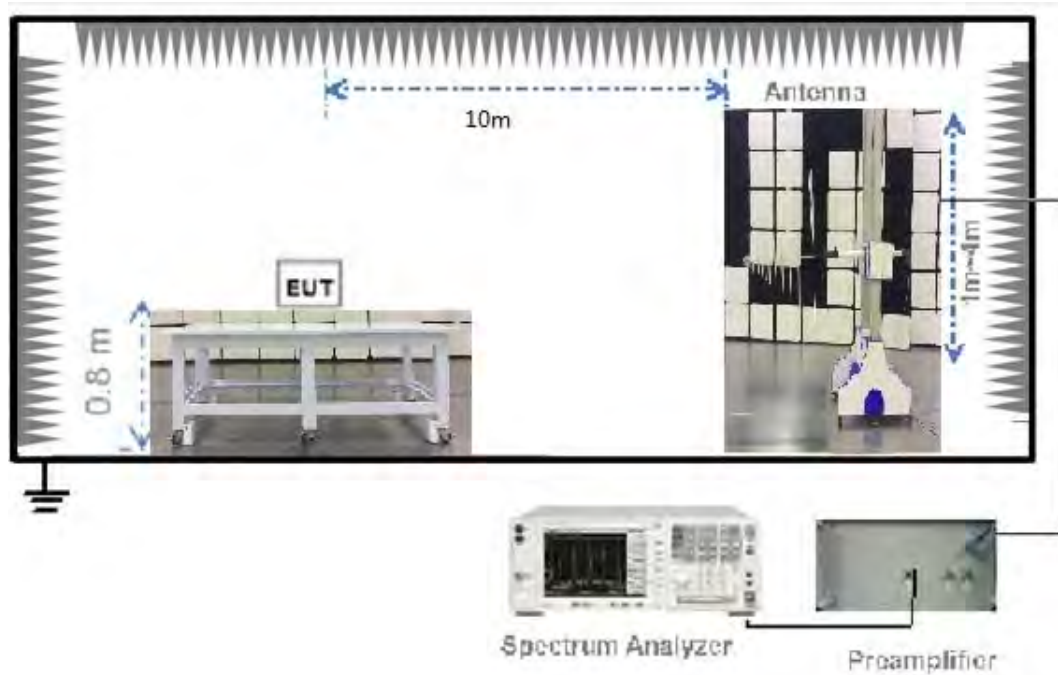 Antenna
10m
1m~4m
EUT
0.8 m
Spectrum Analyzer
Preamplifier